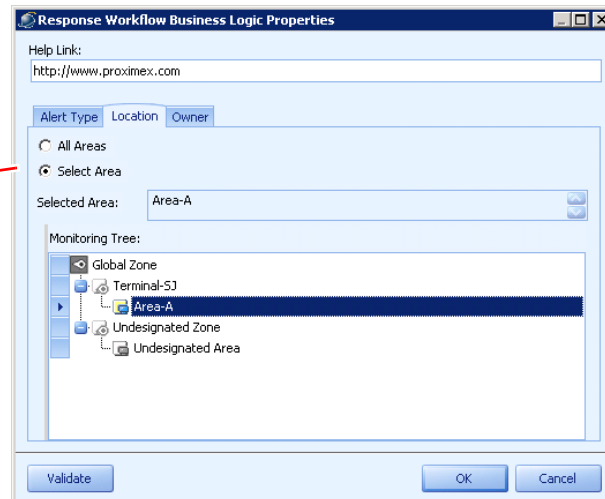 Response Workflow Business Logic Properties
Help Link:
http://www.proximex.com
Alert Type Location Owner
All Areas
Select Area
Selected Area: Area-A
Monitoring Tree:
Global Zone
Terminal-SJ
Area-A
Undesignated Zone
Undesignated Area
Validate OK Cancel